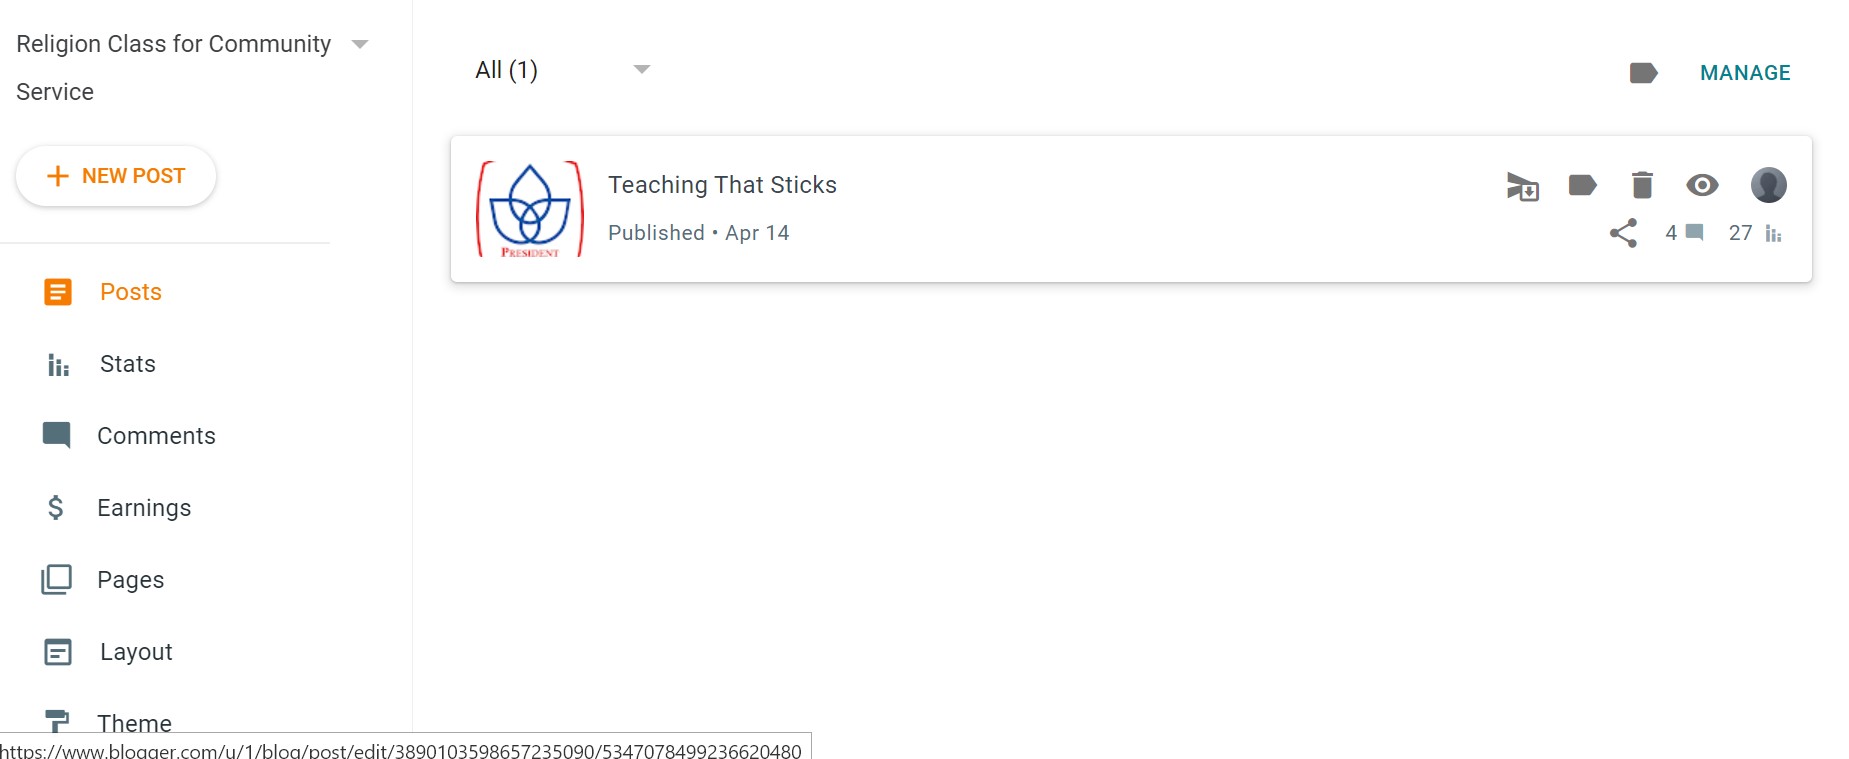 Religion Class for Community
Service
NEW POST
Posts
Stats
Comments
Earnings
Pages
Layout
Theme
All (1)
MANAGE
PRESIDENT
Teaching That Sticks
Published • Apr 14
4
27
https://www.blogger.com/u/1/blog/post/edit/3890103598657235090/5347078499236620480